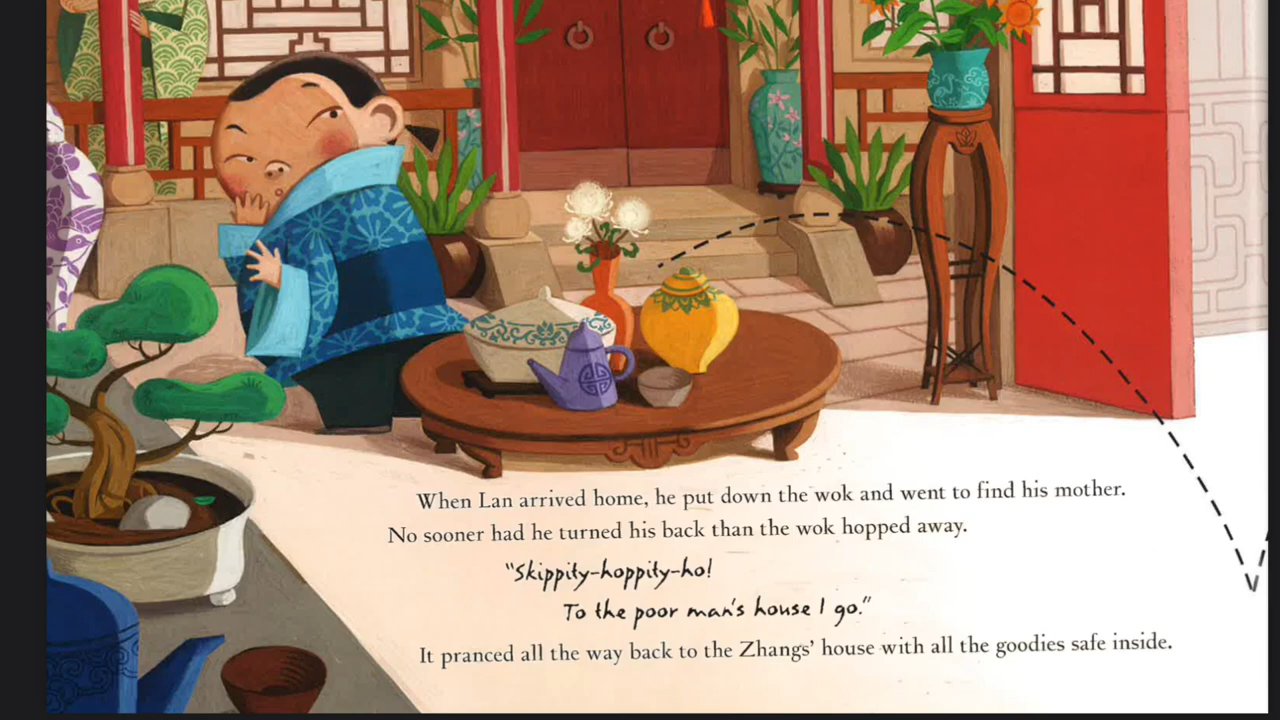 When Lan arrived home, he put down the wok and went to find his mother.
No sooner had he turned his back than the wok hopped away.
“Skippity-hoppity-ho!
To the poor man’s house I go.”
It pranced all the way back to the Zhangs’ house with all the goodies safe inside.